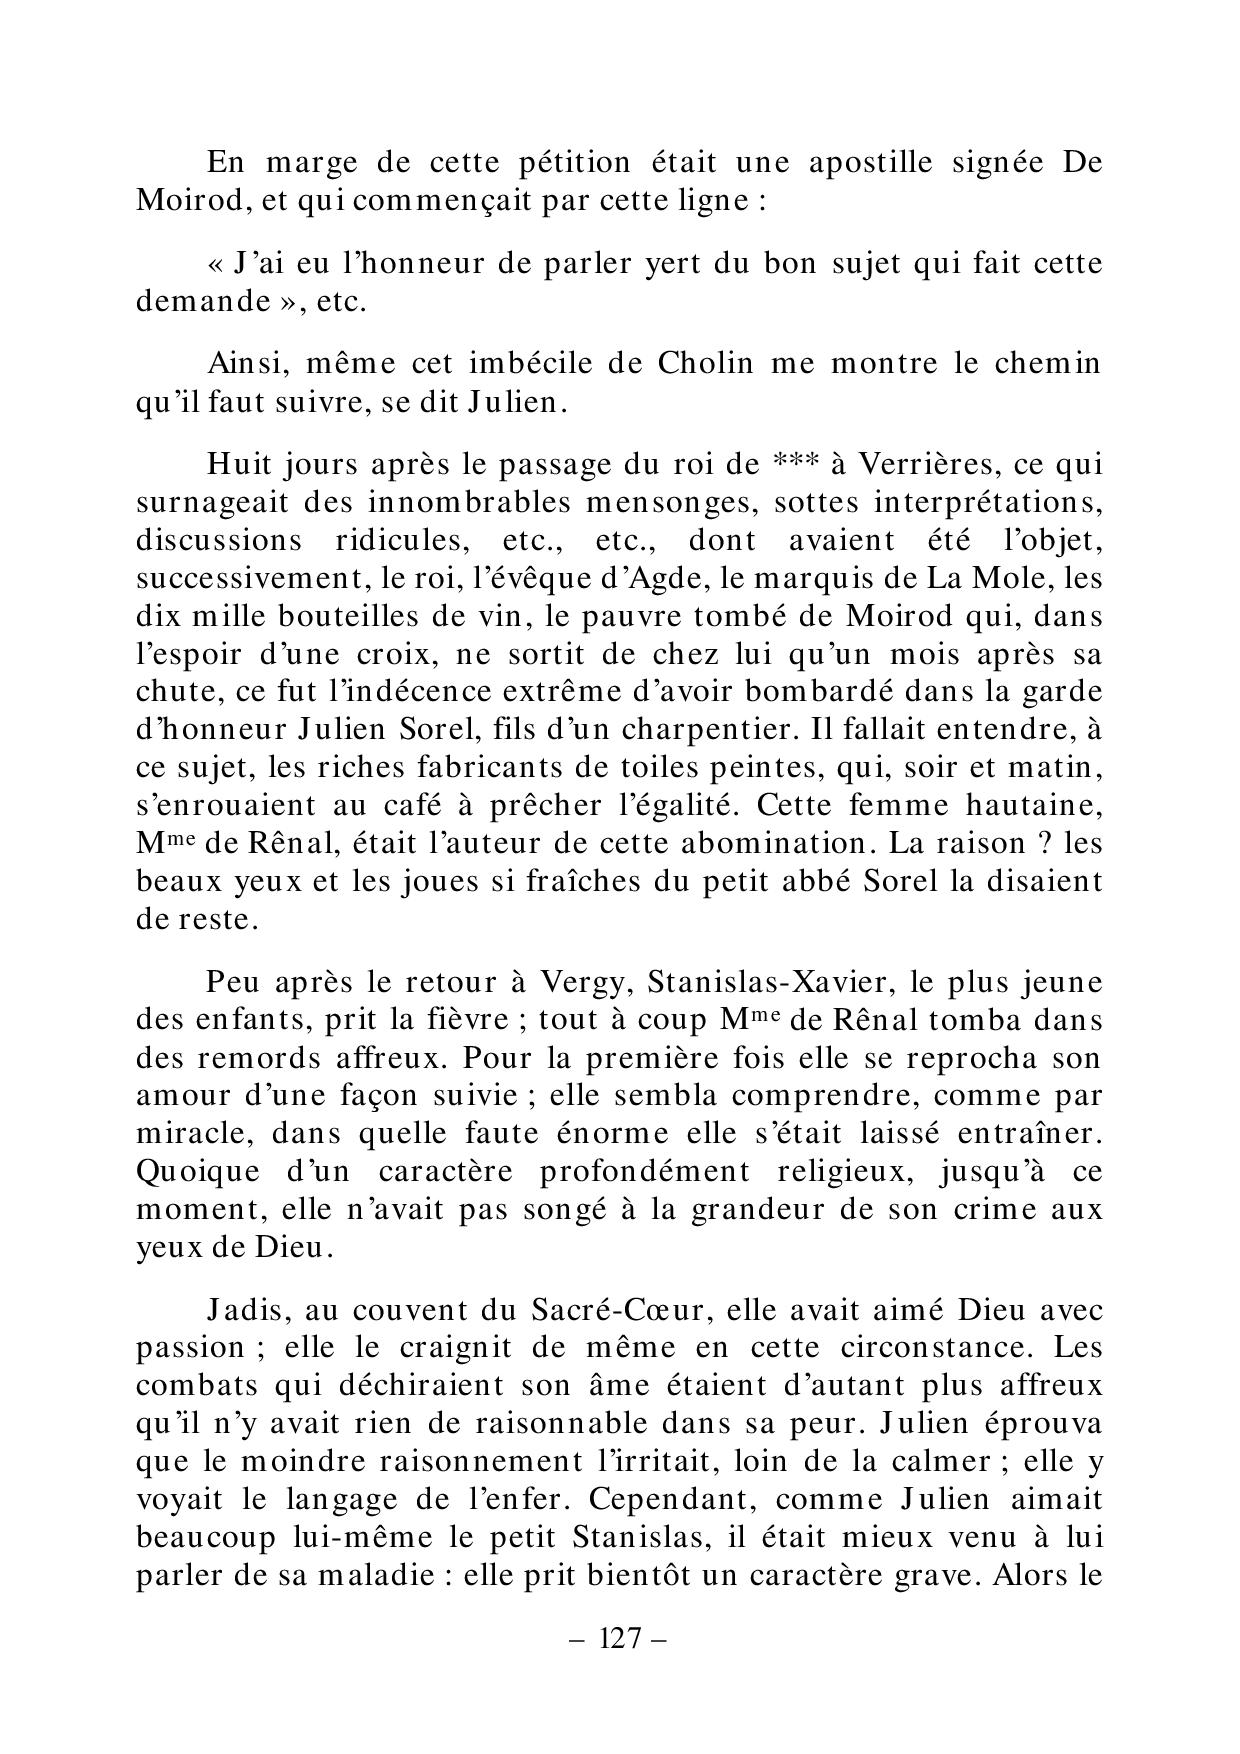 En marge de cette pétition était une apostille signée De
Moirod, et qui commençait par cette ligne :
« J’ai eu l’honneur de parler yert du bon sujet qui fait cette
demande », etc.
Ainsi, même cet imbécile de Cholin me montre le chemin
qu’il faut suivre, se dit Julien.
Huit jours après le passage du roi de *** à Verrières, ce qui
surnageait des innombrables mensonges, sottes interprétations,
discussions ridicules, etc., etc., dont avaient été l’objet,
successivement, le roi, l’évêque d’Agde, le marquis de La Mole, les
dix mille bouteilles de vin, le pauvre tombé de Moirod qui, dans
l’espoir d’une croix, ne sortit de chez lui qu’un mois après sa
chute, ce fut l’indécence extrême d’avoir bombardé dans la garde
d’honneur Julien Sorel, fils d’un charpentier. Il fallait entendre, à
ce sujet, les riches fabricants de toiles peintes, qui, soir et matin,
s’enrouaient au café à prêcher l’égalité. Cette femme hautaine,
Mme de Rênal, était l’auteur de cette abomination. La raison ? les
beaux yeux et les joues si fraîches du petit abbé Sorel la disaient
de reste.
Peu après le retour à Vergy, Stanislas-Xavier, le plus jeune
des enfants, prit la fièvre ; tout à coup Mme de Rênal tomba dans
des remords affreux. Pour la première fois elle se reprocha son
amour d’une façon suivie ; elle sembla comprendre, comme par
miracle, dans quelle faute énorme elle s’était laissé entraîner.
Quoique d’un caractère profondément religieux, jusqu’à ce
moment, elle n’avait pas songé à la grandeur de son crime aux
yeux de Dieu.
Jadis, au couvent du Sacré-Cœur, elle avait aimé Dieu avec
passion ; elle le craignit de même en cette circonstance. Les
combats qui déchiraient son âme étaient d’autant plus affreux
qu’il n’y avait rien de raisonnable dans sa peur. Julien éprouva
que le moindre raisonnement l’irritait, loin de la calmer ; elle y
voyait le langage de l’enfer. Cependant, comme Julien aimait
beaucoup lui-même le petit Stanislas, il était mieux venu à lui
parler de sa maladie : elle prit bientôt un caractère grave. Alors le
– 127 –